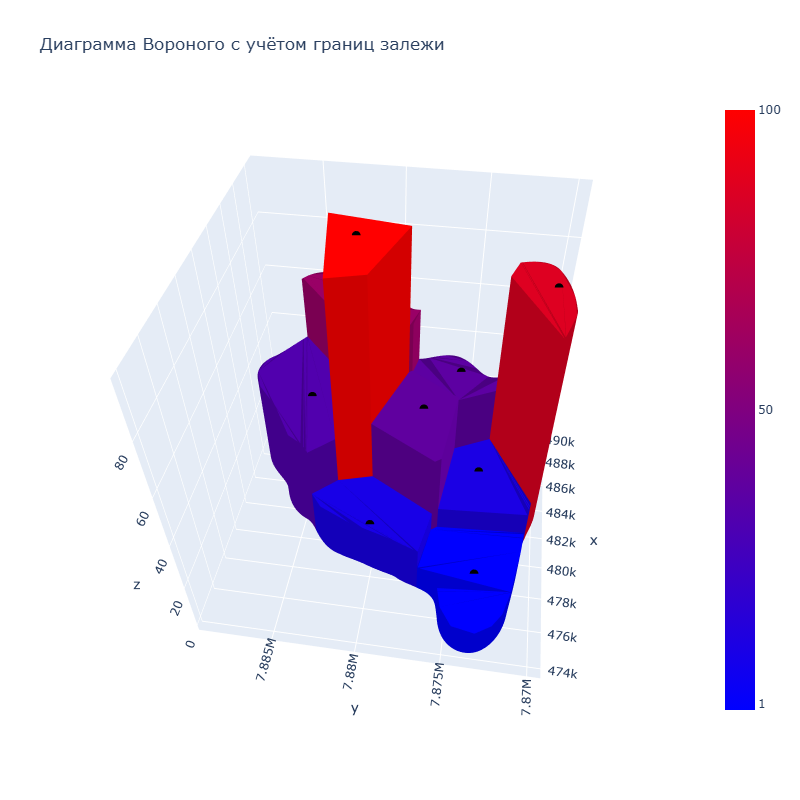 Диаграмма Вороного с учётом границ залежи
100
50
1
80
60
40
20
0
z
7.885M
7.88M
7.875M
7.87M
y
490k
488k
486k
484k
482k
480k
478k
476k
474k
x